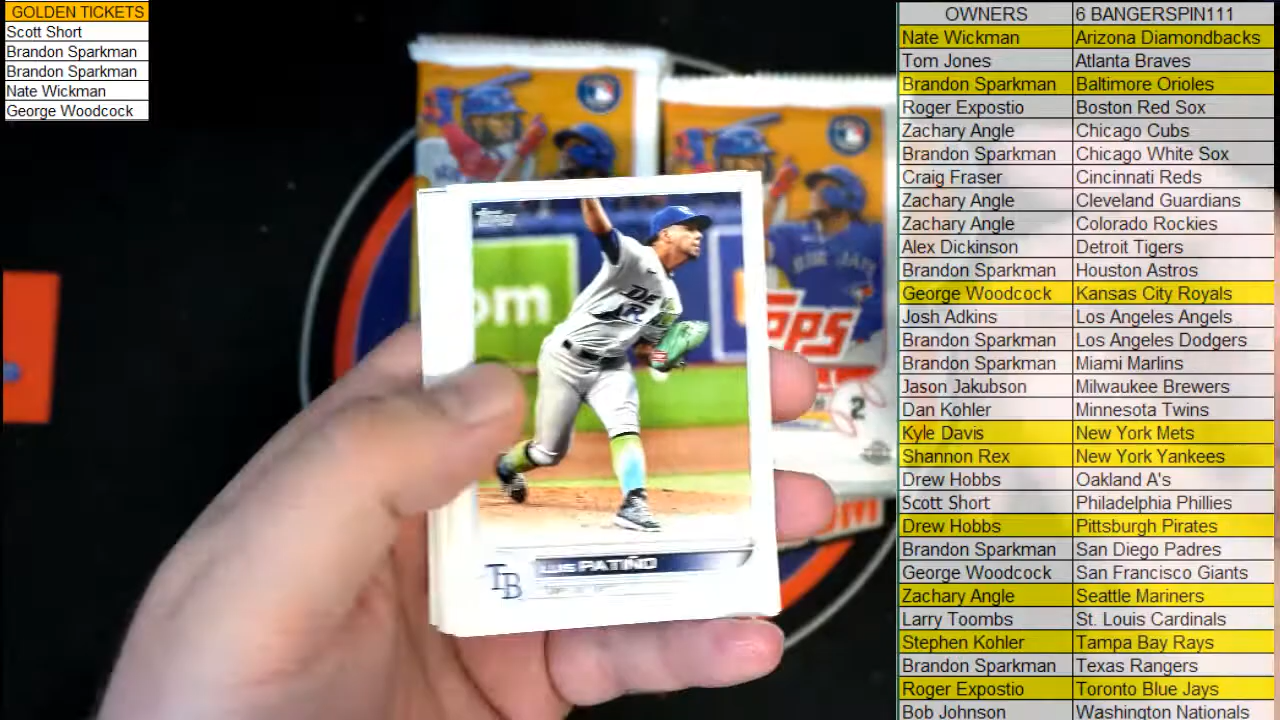 GOLDEN TICKETS
Scott Short
Brandon Sparkman
Brandon Sparkman
Nate Wickman
George Woodcock
Topps
LUIS PATIÑO
TB
OWNERS 6 BANGERSPIN111
Nate Wickman Arizona Diamondbacks
Tom Jones Atlanta Braves
Brandon Sparkman Baltimore Orioles
Roger Expostio Boston Red Sox
Zachary Angle Chicago Cubs
Brandon Sparkman Chicago White Sox
Craig Fraser Cincinnati Reds
Zachary Angle Cleveland Guardians
Zachary Angle Colorado Rockies
Alex Dickinson Detroit Tigers
Brandon Sparkman Houston Astros
George Woodcock Kansas City Royals
Josh Adkins Los Angeles Angels
Brandon Sparkman Los Angeles Dodgers
Brandon Sparkman Miami Marlins
Jason Jakubson Milwaukee Brewers
Dan Kohler Minnesota Twins
Kyle Davis New York Mets
Shannon Rex New York Yankees
Drew Hobbs Oakland A's
Scott Short Philadelphia Phillies
Drew Hobbs Pittsburgh Pirates
Brandon Sparkman San Diego Padres
George Woodcock San Francisco Giants
Zachary Angle Seattle Mariners
Larry Toombs St. Louis Cardinals
Stephen Kohler Tampa Bay Rays
Brandon Sparkman Texas Rangers
Roger Expostio Toronto Blue Jays
Bob Johnson Washington Nationals